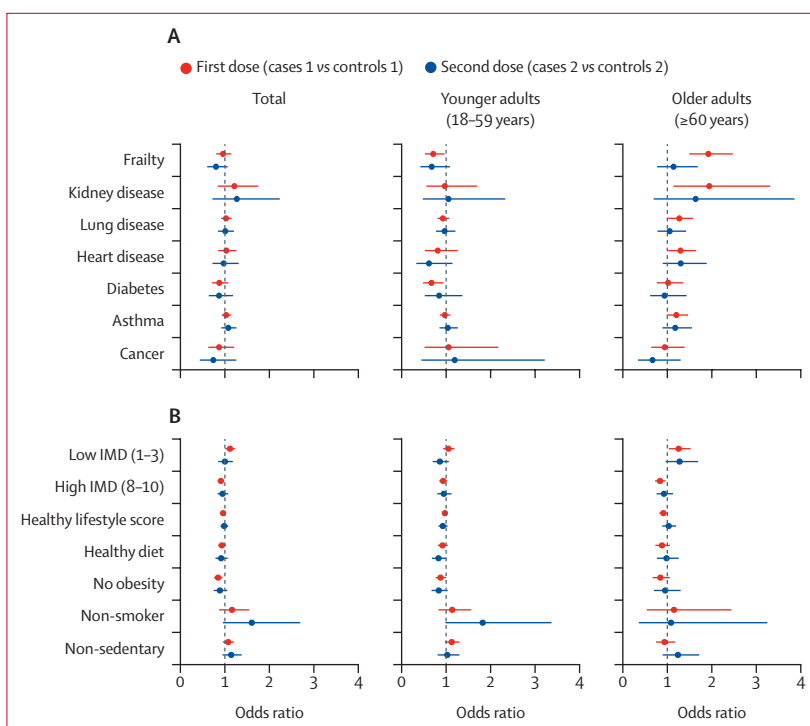 A
First dose (cases 1 vs controls 1) Second dose (cases 2 vs controls 2)
Total
Younger adults
(18–59 years)
Older adults
(≥60 years)
Frailty
Kidney disease
Lung disease
Heart disease
Diabetes
Asthma
Cancer
B
Low IMD (1–3)
High IMD (8–10)
Healthy lifestyle score
Healthy diet
No obesity
Non-smoker
Non-sedentary
0 1 2 3 4 0 1 2 3 4 0 1 2 3 4
Odds ratio Odds ratio Odds ratio